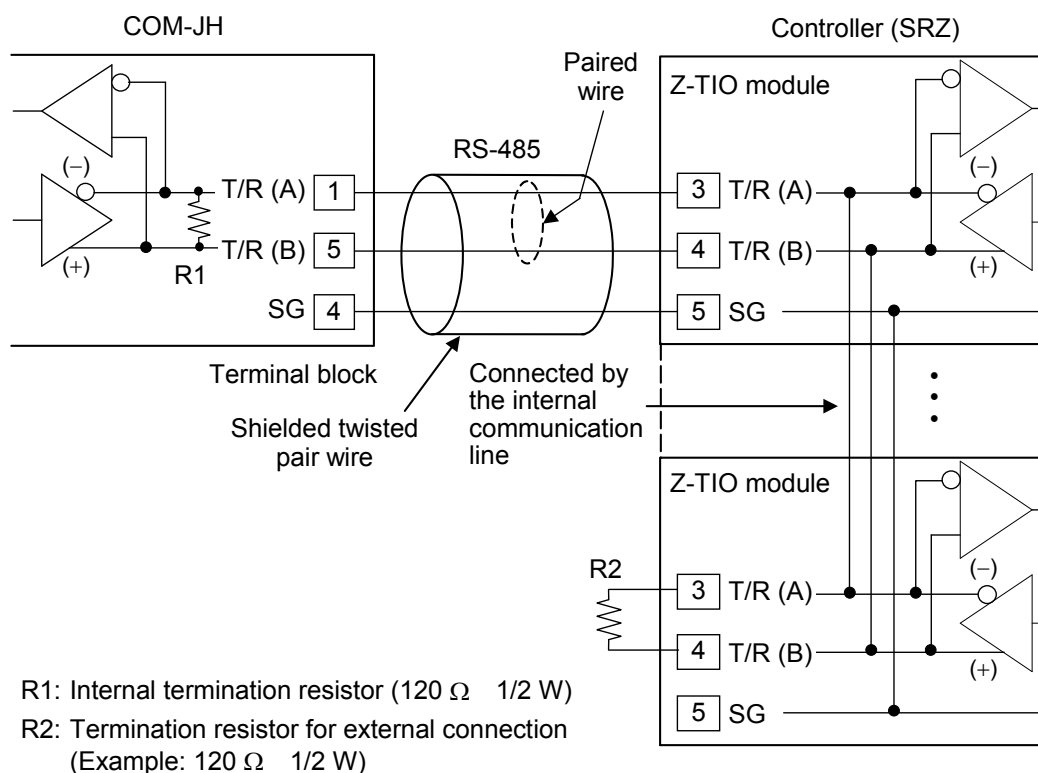 COM-JH
Controller (SRZ)
Paired
wire
Z-TIO module
RS-485
(−)
(+)
R1
T/R (A) 1
T/R (B) 5
SG 4
3 T/R (A)
4 T/R (B)
5 SG
(−)
(+)
Terminal block
Shielded twisted
pair wire
Connected by
the internal
communication
line
Z-TIO module
R2
3 T/R (A)
4 T/R (B)
5 SG
(−)
(+)
R1: Internal termination resistor (120 Ω 1/2 W)
R2: Termination resistor for external connection
(Example: 120 Ω 1/2 W)